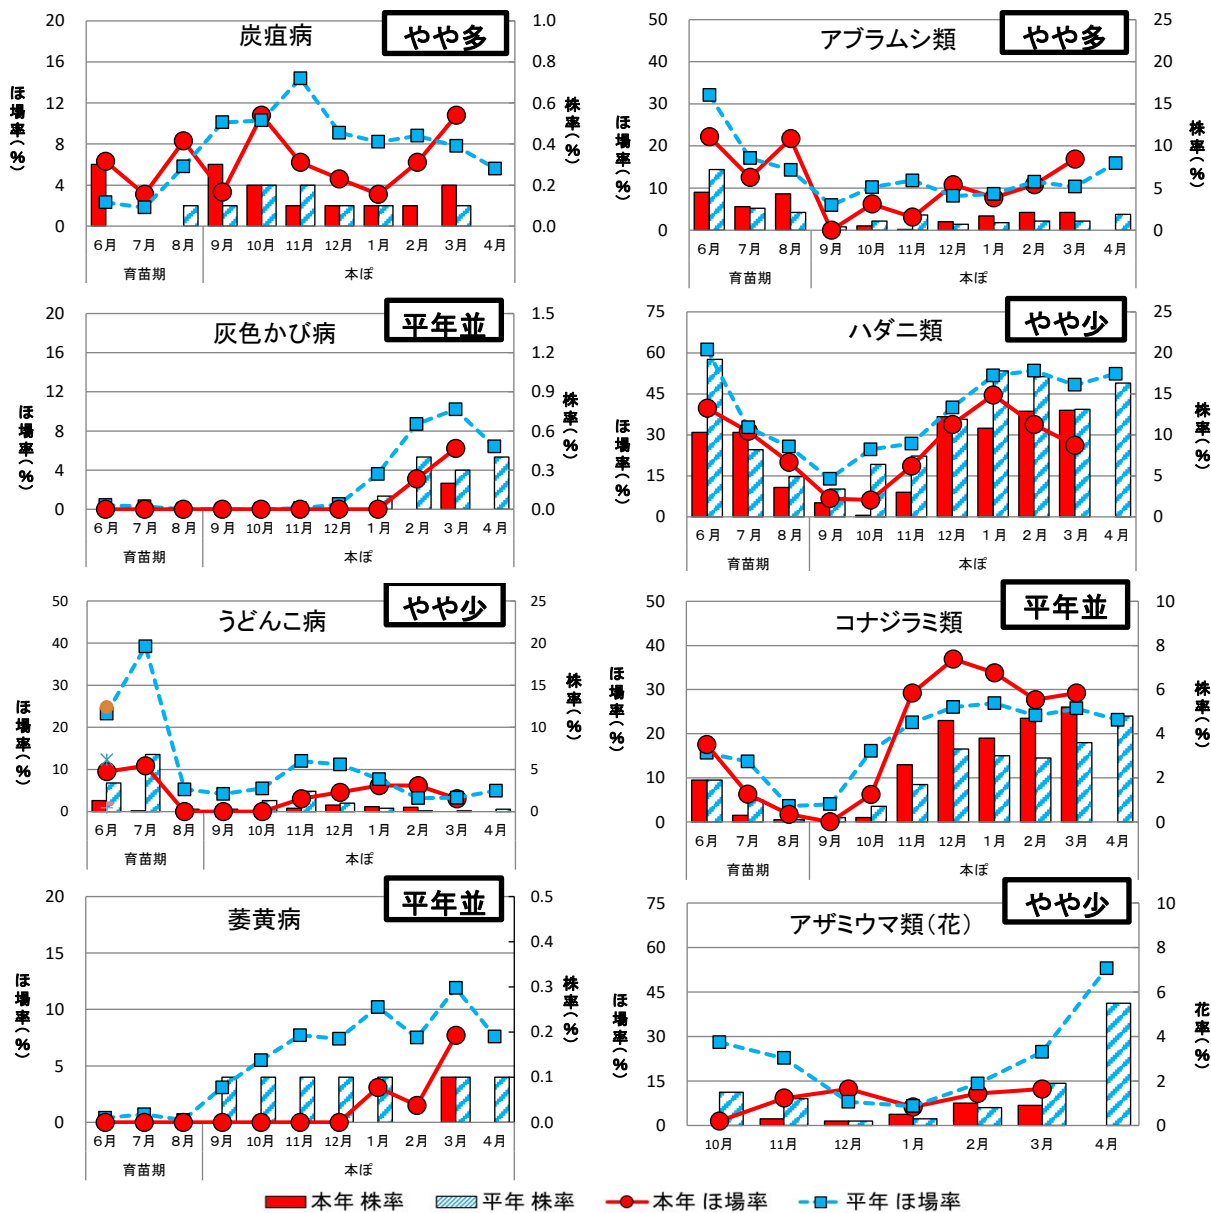 炭疽病
やや多
20
16
12
8
4
0
1.0
0.8
0.6
0.4
0.2
0.0
ほ場率(%)
株率(%)
6月 7月 8月 9月 10月 11月 12月 1月 2月 3月 4月
育苗期 本ぽ
アブラムシ類
やや多
50
40
30
20
10
0
25
20
15
10
5
0
ほ場率(%)
株率(%)
6月 7月 8月 9月 10月 11月 12月 1月 2月 3月 4月
育苗期 本ぽ
灰色かび病
平年並
20
16
12
8
4
0
1.5
1.2
0.9
0.6
0.3
0.0
ほ場率(%)
株率(%)
6月 7月 8月 9月 10月 11月 12月 1月 2月 3月 4月
育苗期 本ぽ
ハダニ類
やや少
75
60
45
30
15
0
25
20
15
10
5
0
ほ場率(%)
株率(%)
6月 7月 8月 9月 10月 11月 12月 1月 2月 3月 4月
育苗期 本ぽ
うどんこ病
やや少
50
40
30
20
10
0
25
20
15
10
5
0
ほ場率(%)
株率(%)
6月 7月 8月 9月 10月 11月 12月 1月 2月 3月 4月
育苗期 本ぽ
コナジラミ類
平年並
50
40
30
20
10
0
10
8
6
4
2
0
ほ場率(%)
株率(%)
6月 7月 8月 9月 10月 11月 12月 1月 2月 3月 4月
育苗期 本ぽ
萎黄病
平年並
20
15
10
5
0
0.5
0.4
0.3
0.2
0.1
0.0
ほ場率(%)
株率(%)
6月 7月 8月 9月 10月 11月 12月 1月 2月 3月 4月
育苗期 本ぽ
アザミウマ類(花)
やや少
75
60
45
30
15
0
10
8
6
4
2
0
ほ場率(%)
花率(%)
10月 11月 12月 1月 2月 3月 4月
本年 株率 平年 株率 本年 ほ場率 平年 ほ場率